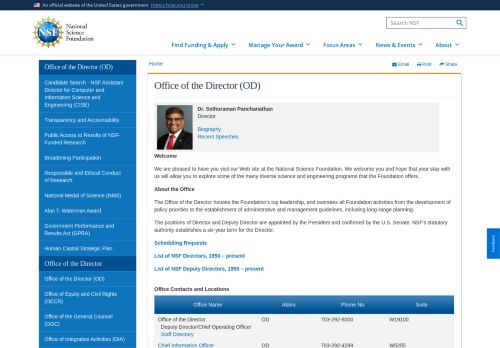 An official website of the United States government Here's how you know
National
Science
Foundation
NSF
Search NSF
Find Funding & Apply
Manage Your Award
Focus Areas
News & Events
About
Office of the Director (OD)
Candidate Search - NSF Assistant
Director for Computer and
Information Science and
Engineering (CISE)
Transparency and Accountability
Public Access to Results of NSF-
Funded Research
Broadening Participation
Responsible and Ethical Conduct
of Research
National Medal of Science (NMS)
Alan T. Waterman Award
Government Performance and
Results Act (GPRA)
Human Capital Strategic Plan
Office of the Director
Office of the Director (OD)
Office of Equity and Civil Rights
(OECR)
Office of the General Counsel
(OGC)
Office of Integrative Activities (OIA)
Home
Email Print Share
Office of the Director (OD)
Dr. Sethuraman Panchanathan
Director
Biography
Recent Speeches
Welcome
We are pleased to have you visit our Web site at the National Science Foundation. We welcome you and hope that your stay with
us will allow you to explore some of the many diverse science and engineering programs that the Foundation offers.
About the Office
The Office of the Director houses the Foundation's top leadership, and oversees all Foundation activities from the development of
policy priorities to the establishment of administrative and management guidelines, including long-range planning.
The positions of Director and Deputy Director are appointed by the President and confirmed by the U.S. Senate. NSF's statutory
authority establishes a six-year term for the Director.
Scheduling Requests
List of NSF Directors, 1950 – present
List of NSF Deputy Directors, 1950 – present
Office Contacts and Locations
Office Name Abbrv. Phone No. Suite
Office of the Director OD 703-292-8000 W19100
Deputy Director/Chief Operating Officer
Staff Directory
Chief Information Officer OD 703-292-4299 W5255
Feedback